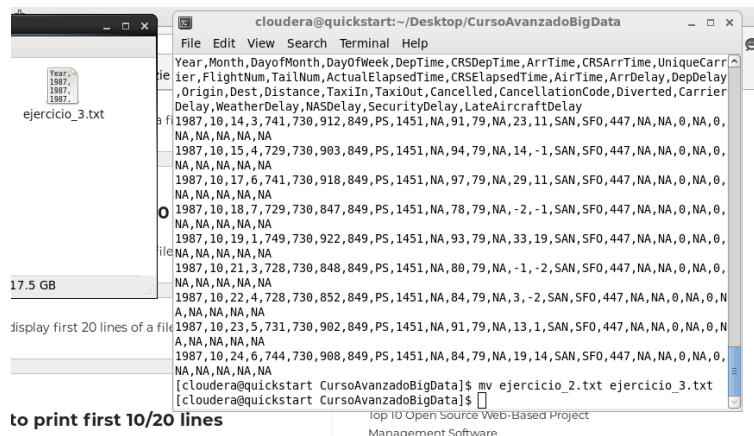 cloudera@quickstart:~/Desktop/CursoAvanzadoBigData
File Edit View Search Terminal Help
Year,Month,DayofMonth,DayOfWeek,DepTime,CRSDepTime,ArrTime,CRSArrTime,UniqueCarr
ier,FlightNum,TailNum,ActualElapsedTime,CRSElapsedTime,AirTime,ArrDelay,DepDelay
,Origin,Dest,Distance,TaxiIn,TaxiOut,Cancelled,CancellationCode,Diverted,Carrier
Delay,WeatherDelay,NASDelay,SecurityDelay,LateAircraftDelay
1987,10,14,3,741,730,912,849,PS,1451,NA,91,79,NA,23,11,SAN,SFO,447,NA,NA,0,NA,0,
NA,NA,NA,NA,NA
1987,10,15,4,729,730,903,849,PS,1451,NA,94,79,NA,14,-1,SAN,SFO,447,NA,NA,0,NA,0,
NA,NA,NA,NA,NA
1987,10,17,6,741,730,918,849,PS,1451,NA,97,79,NA,29,11,SAN,SFO,447,NA,NA,0,NA,0,
NA,NA,NA,NA,NA
1987,10,18,7,729,730,847,849,PS,1451,NA,78,79,NA,-2,-1,SAN,SFO,447,NA,NA,0,NA,0,
NA,NA,NA,NA,NA
1987,10,19,1,749,730,922,849,PS,1451,NA,93,79,NA,33,19,SAN,SFO,447,NA,NA,0,NA,0,
NA,NA,NA,NA,NA
1987,10,21,3,728,730,848,849,PS,1451,NA,80,79,NA,-1,-2,SAN,SFO,447,NA,NA,0,NA,0,
NA,NA,NA,NA,NA
1987,10,22,4,728,730,852,849,PS,1451,NA,84,79,NA,3,-2,SAN,SFO,447,NA,NA,0,NA,0,N
A,NA,NA,NA,NA
1987,10,23,5,731,730,902,849,PS,1451,NA,91,79,NA,13,1,SAN,SFO,447,NA,NA,0,NA,0,N
A,NA,NA,NA,NA
1987,10,24,6,744,730,908,849,PS,1451,NA,84,79,NA,19,14,SAN,SFO,447,NA,NA,0,NA,0,
NA,NA,NA,NA,NA
[cloudera@quickstart CursoAvanzadoBigData]$ mv ejercicio_2.txt ejercicio_3.txt
[cloudera@quickstart CursoAvanzadoBigData]$
Year,
1987,
1987,
1987.
ejercicio_3.txt
17.5 GB
display first 20 lines of a file
to print first 10/20 lines
Top 10 Open Source Web-Based Project
Management Software